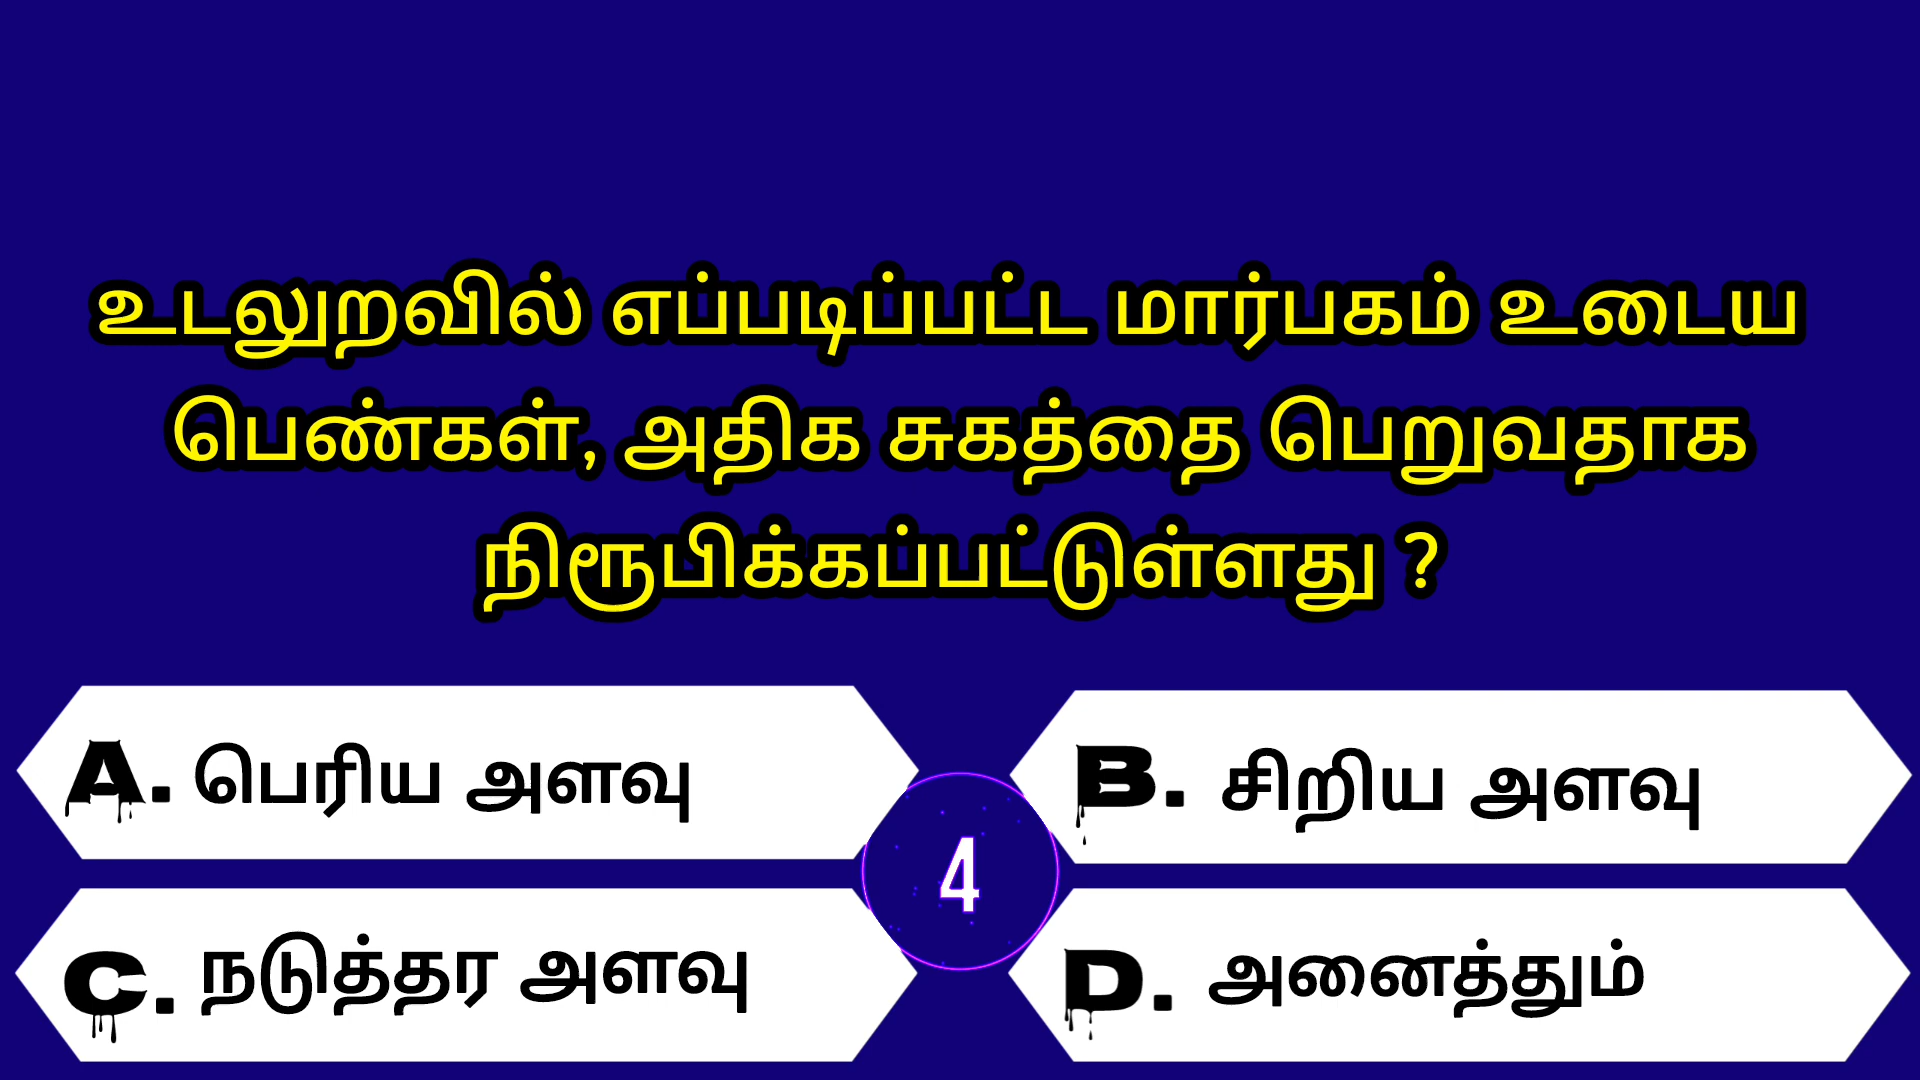 உடலுறவில் எப்படிப்பட்ட மார்பகம் உடைய
பெண்கள், அதிக சுகத்தை பெறுவதாக
நிரூபிக்கப்பட்டுள்ளது ?
A. பெரிய அளவு
B. சிறிய அளவு
4
C. நடுத்தர அளவு
D. அனைத்தும்